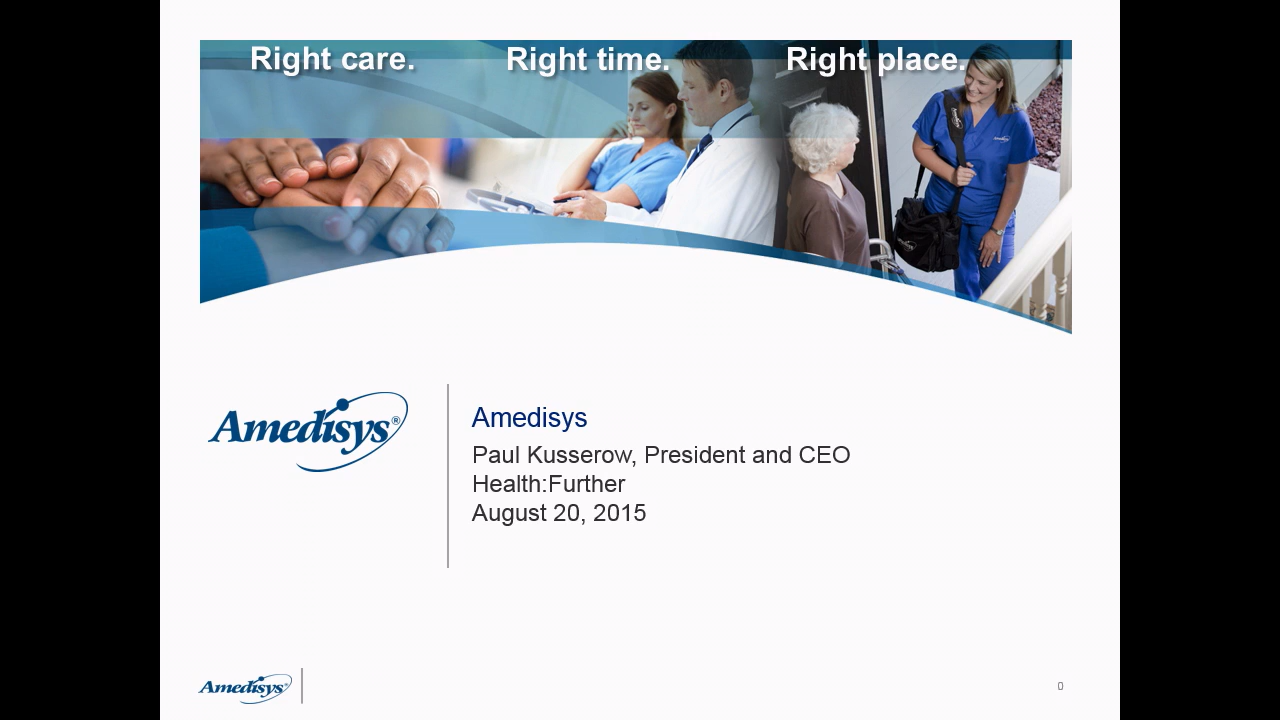 Right care. Right time. Right place.
Amedisys
Amedisys®
Amedisys
Paul Kusserow, President and CEO
Health:Further
August 20, 2015
Amedisys®
0